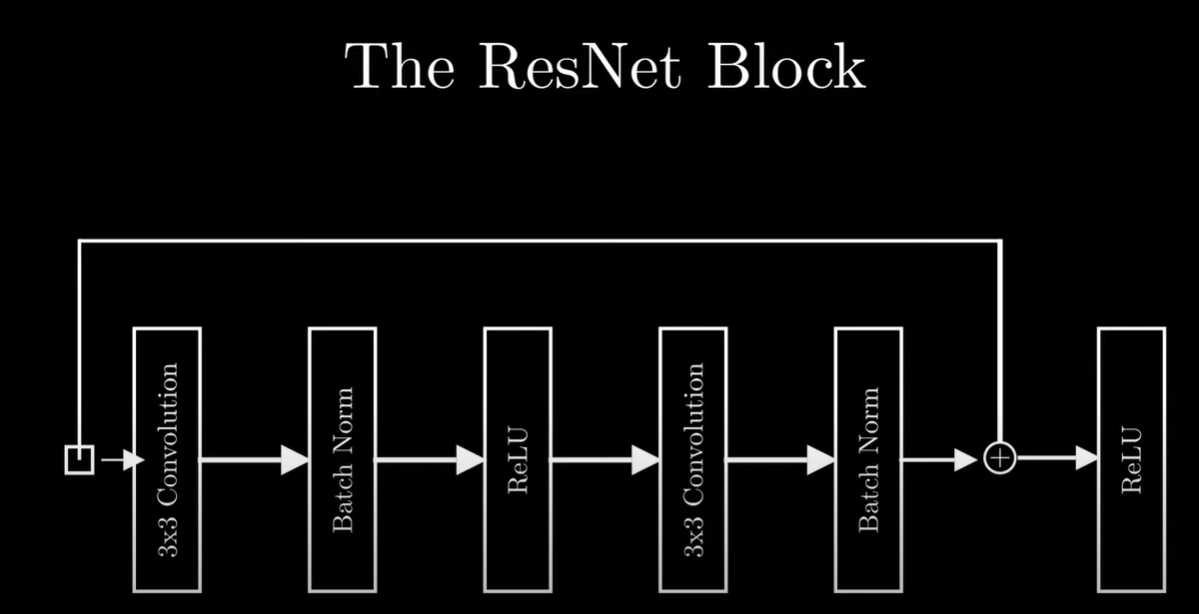 The ResNet Block
3x3 Convolution
Batch Norm
ReLU
3x3 Convolution
Batch Norm
ReLU